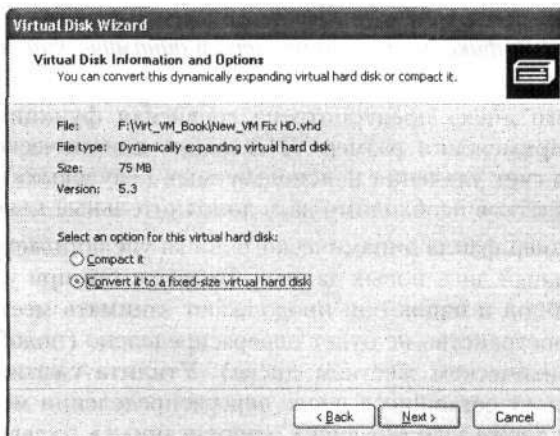 Virtual Disk Wizard
Virtual Disk Information and Options
You can convert this dynamically expanding virtual hard disk or compact it.
File: F:\Virt_VM_Book\New_VM Fix HD.vhd
File type: Dynamically expanding virtual hard disk
Size: 75 MB
Version: 5.3
Select an option for this virtual hard disk:
Compact it
Convert it to a fixed-size virtual hard disk
< Back Next > Cancel